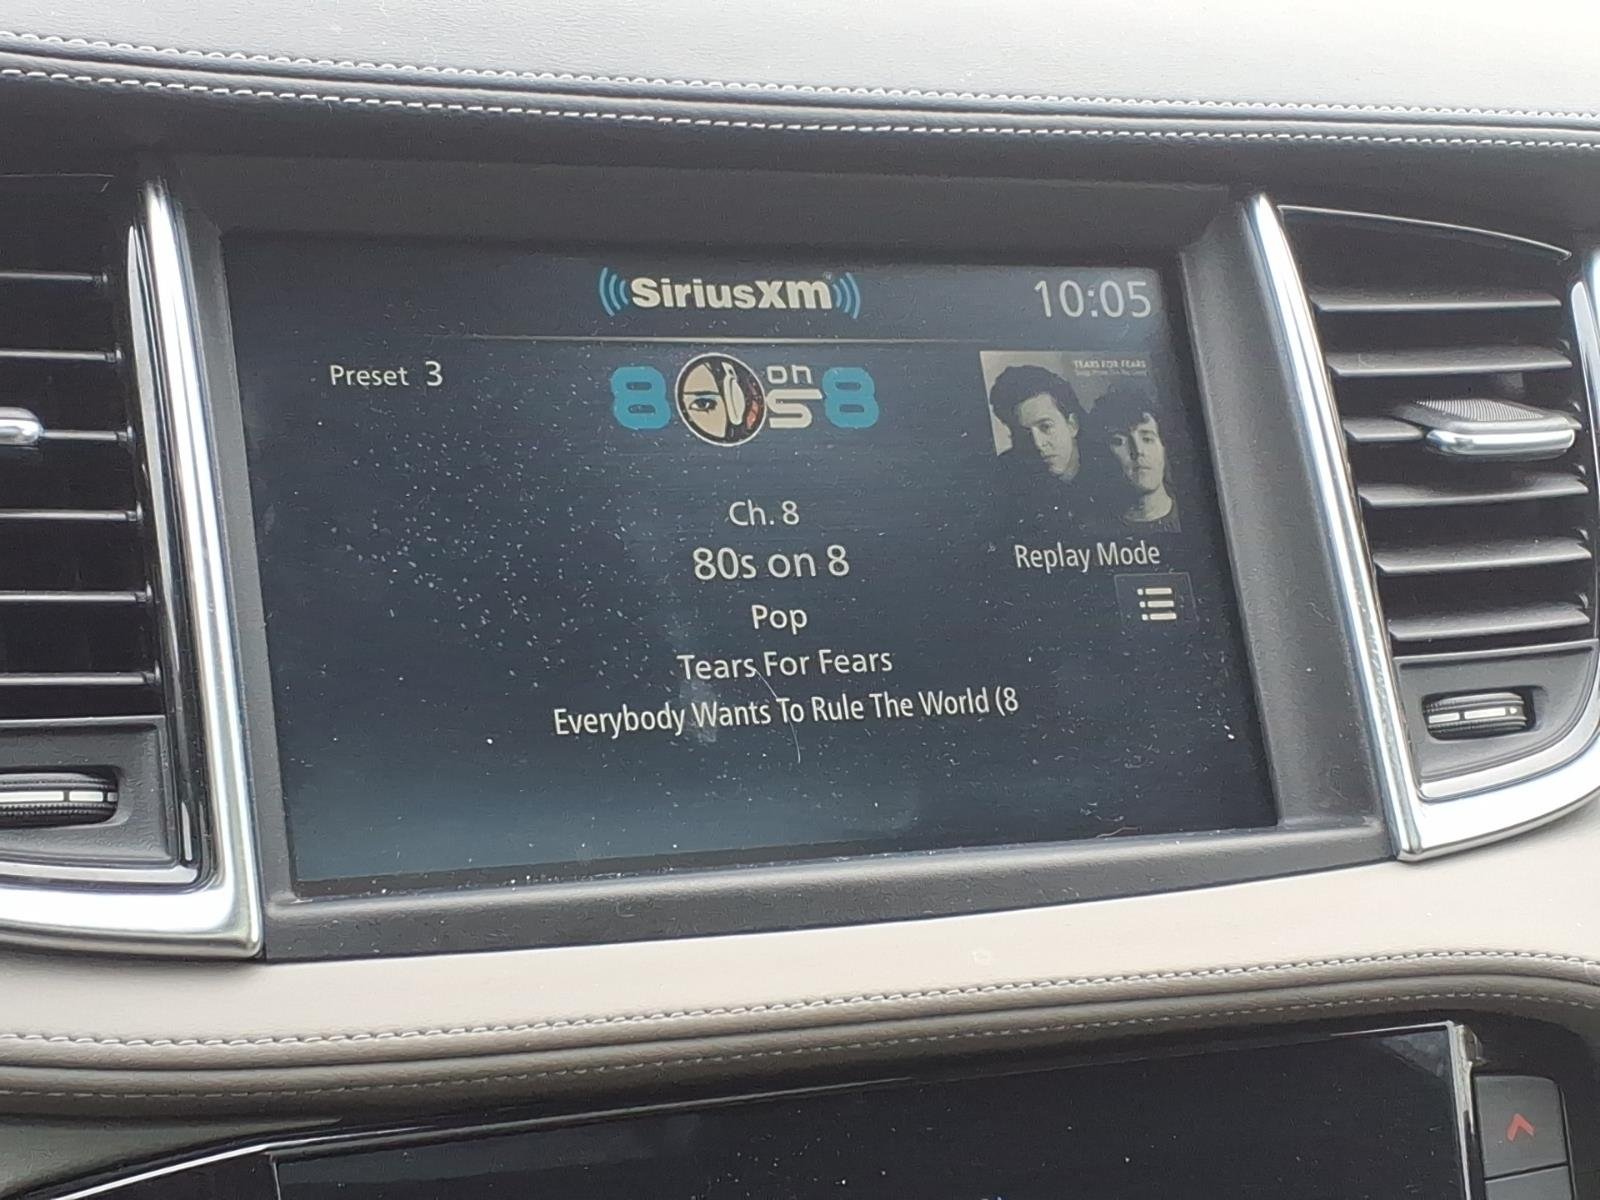 SiriusXM
10:05
Preset 3
80s on 8
TEARS FOR FEARS
Ch. 8
80s on 8
Pop
Tears For Fears
Everybody Wants To Rule The World (8
Replay Mode